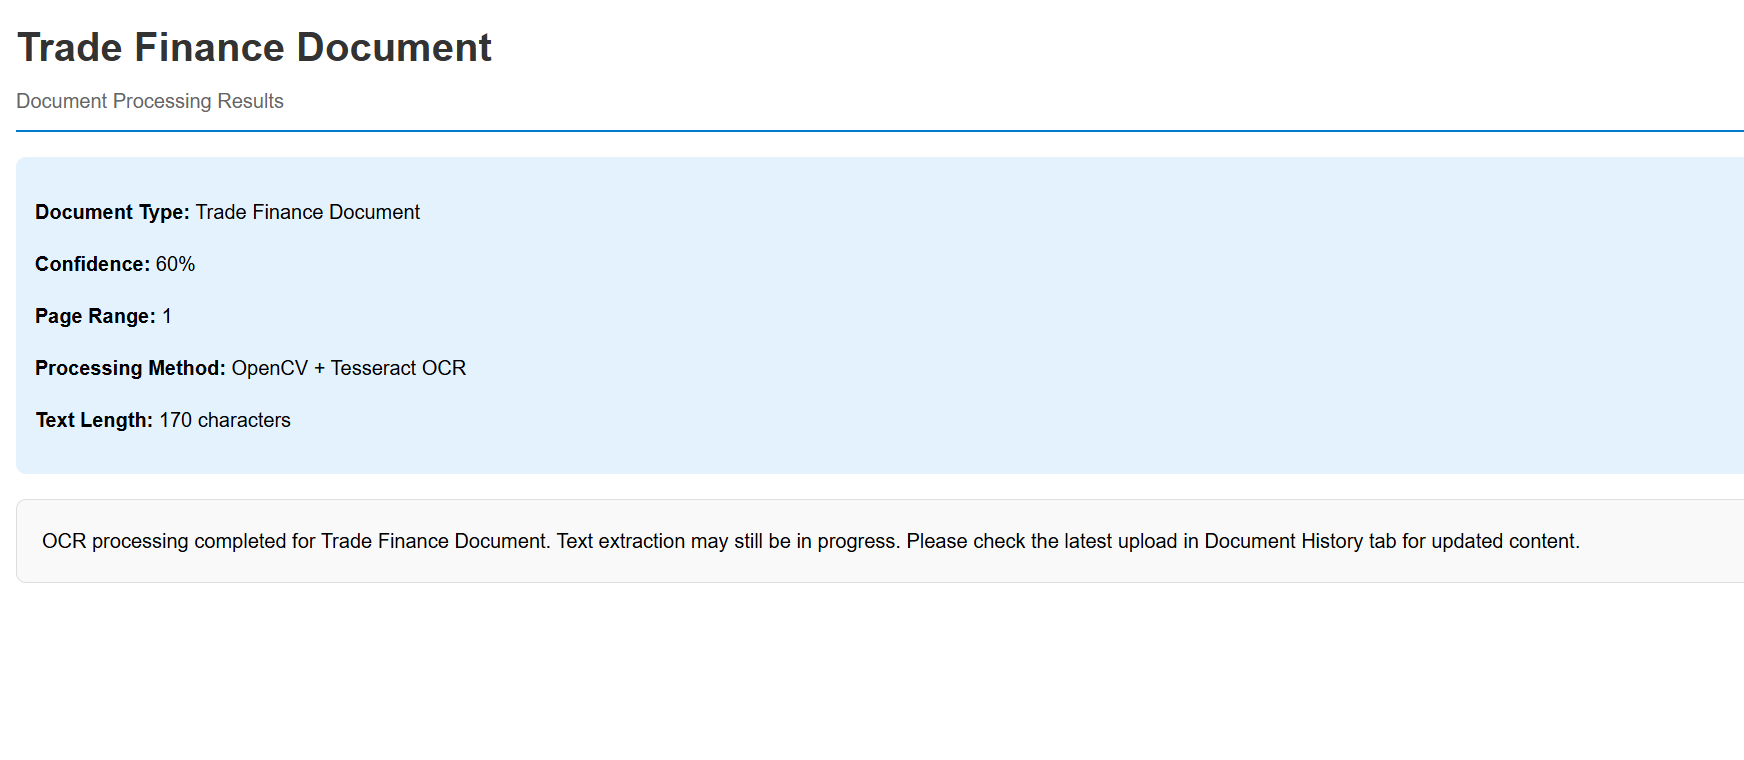 Trade Finance Document
Document Processing Results
Document Type: Trade Finance Document
Confidence: 60%
Page Range: 1
Processing Method: OpenCV + Tesseract OCR
Text Length: 170 characters
OCR processing completed for Trade Finance Document. Text extraction may still be in progress. Please check the latest upload in Document History tab for updated content.